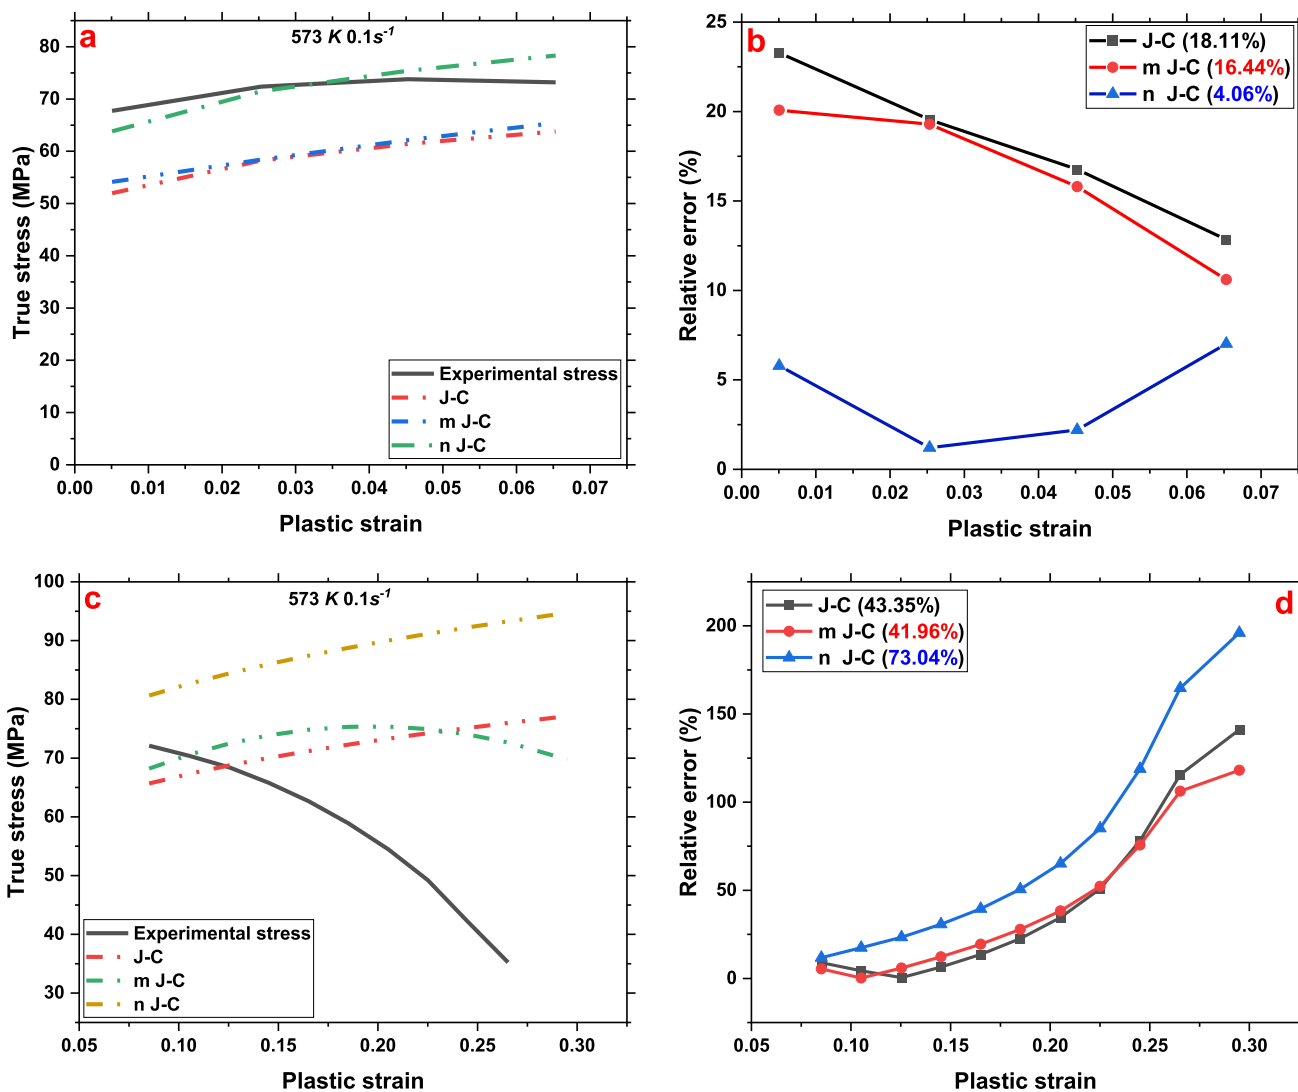 a
573 K 0.1s-1
True stress (MPa)
80
70
60
50
40
30
20
10
0
Experimental stress
J-C
m J-C
n J-C
0.00 0.01 0.02 0.03 0.04 0.05 0.06 0.07
Plastic strain
b
Relative error (%)
25
20
15
10
5
0
J-C (18.11%)
m J-C (16.44%)
n J-C (4.06%)
0.00 0.01 0.02 0.03 0.04 0.05 0.06 0.07
Plastic strain
c
573 K 0.1s-1
True stress (MPa)
100
90
80
70
60
50
40
30
Experimental stress
J-C
m J-C
n J-C
0.05 0.10 0.15 0.20 0.25 0.30
Plastic strain
d
Relative error (%)
200
150
100
50
0
J-C (43.35%)
m J-C (41.96%)
n J-C (73.04%)
0.05 0.10 0.15 0.20 0.25 0.30
Plastic strain